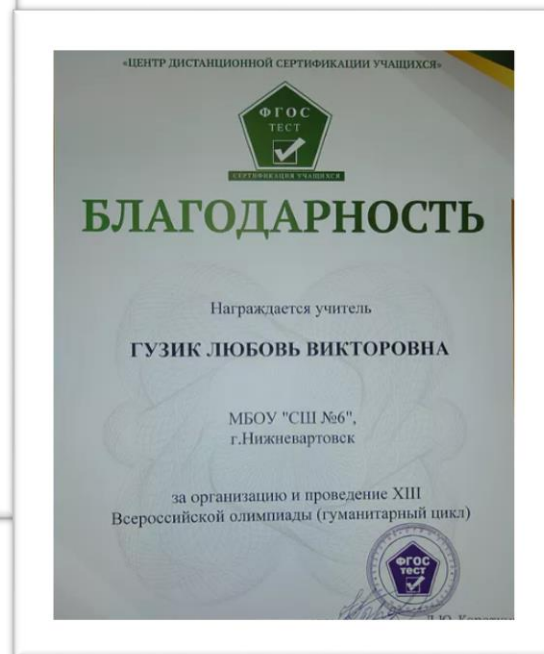 «ЦЕНТР ДИСТАНЦИОННОЙ СЕРТИФИКАЦИИ УЧАЩИХСЯ»
ФГОС
ТЕСТ
СЕРТИФИКАЦИЯ УЧАЩИХСЯ
БЛАГОДАРНОСТЬ
Награждается учитель
ГУЗИК ЛЮБОВЬ ВИКТОРОВНА
МБОУ "СШ №6",
г.Нижневартовск
за организацию и проведение XIII
Всероссийской олимпиады (гуманитарный цикл)
ФГОС
ТЕСТ